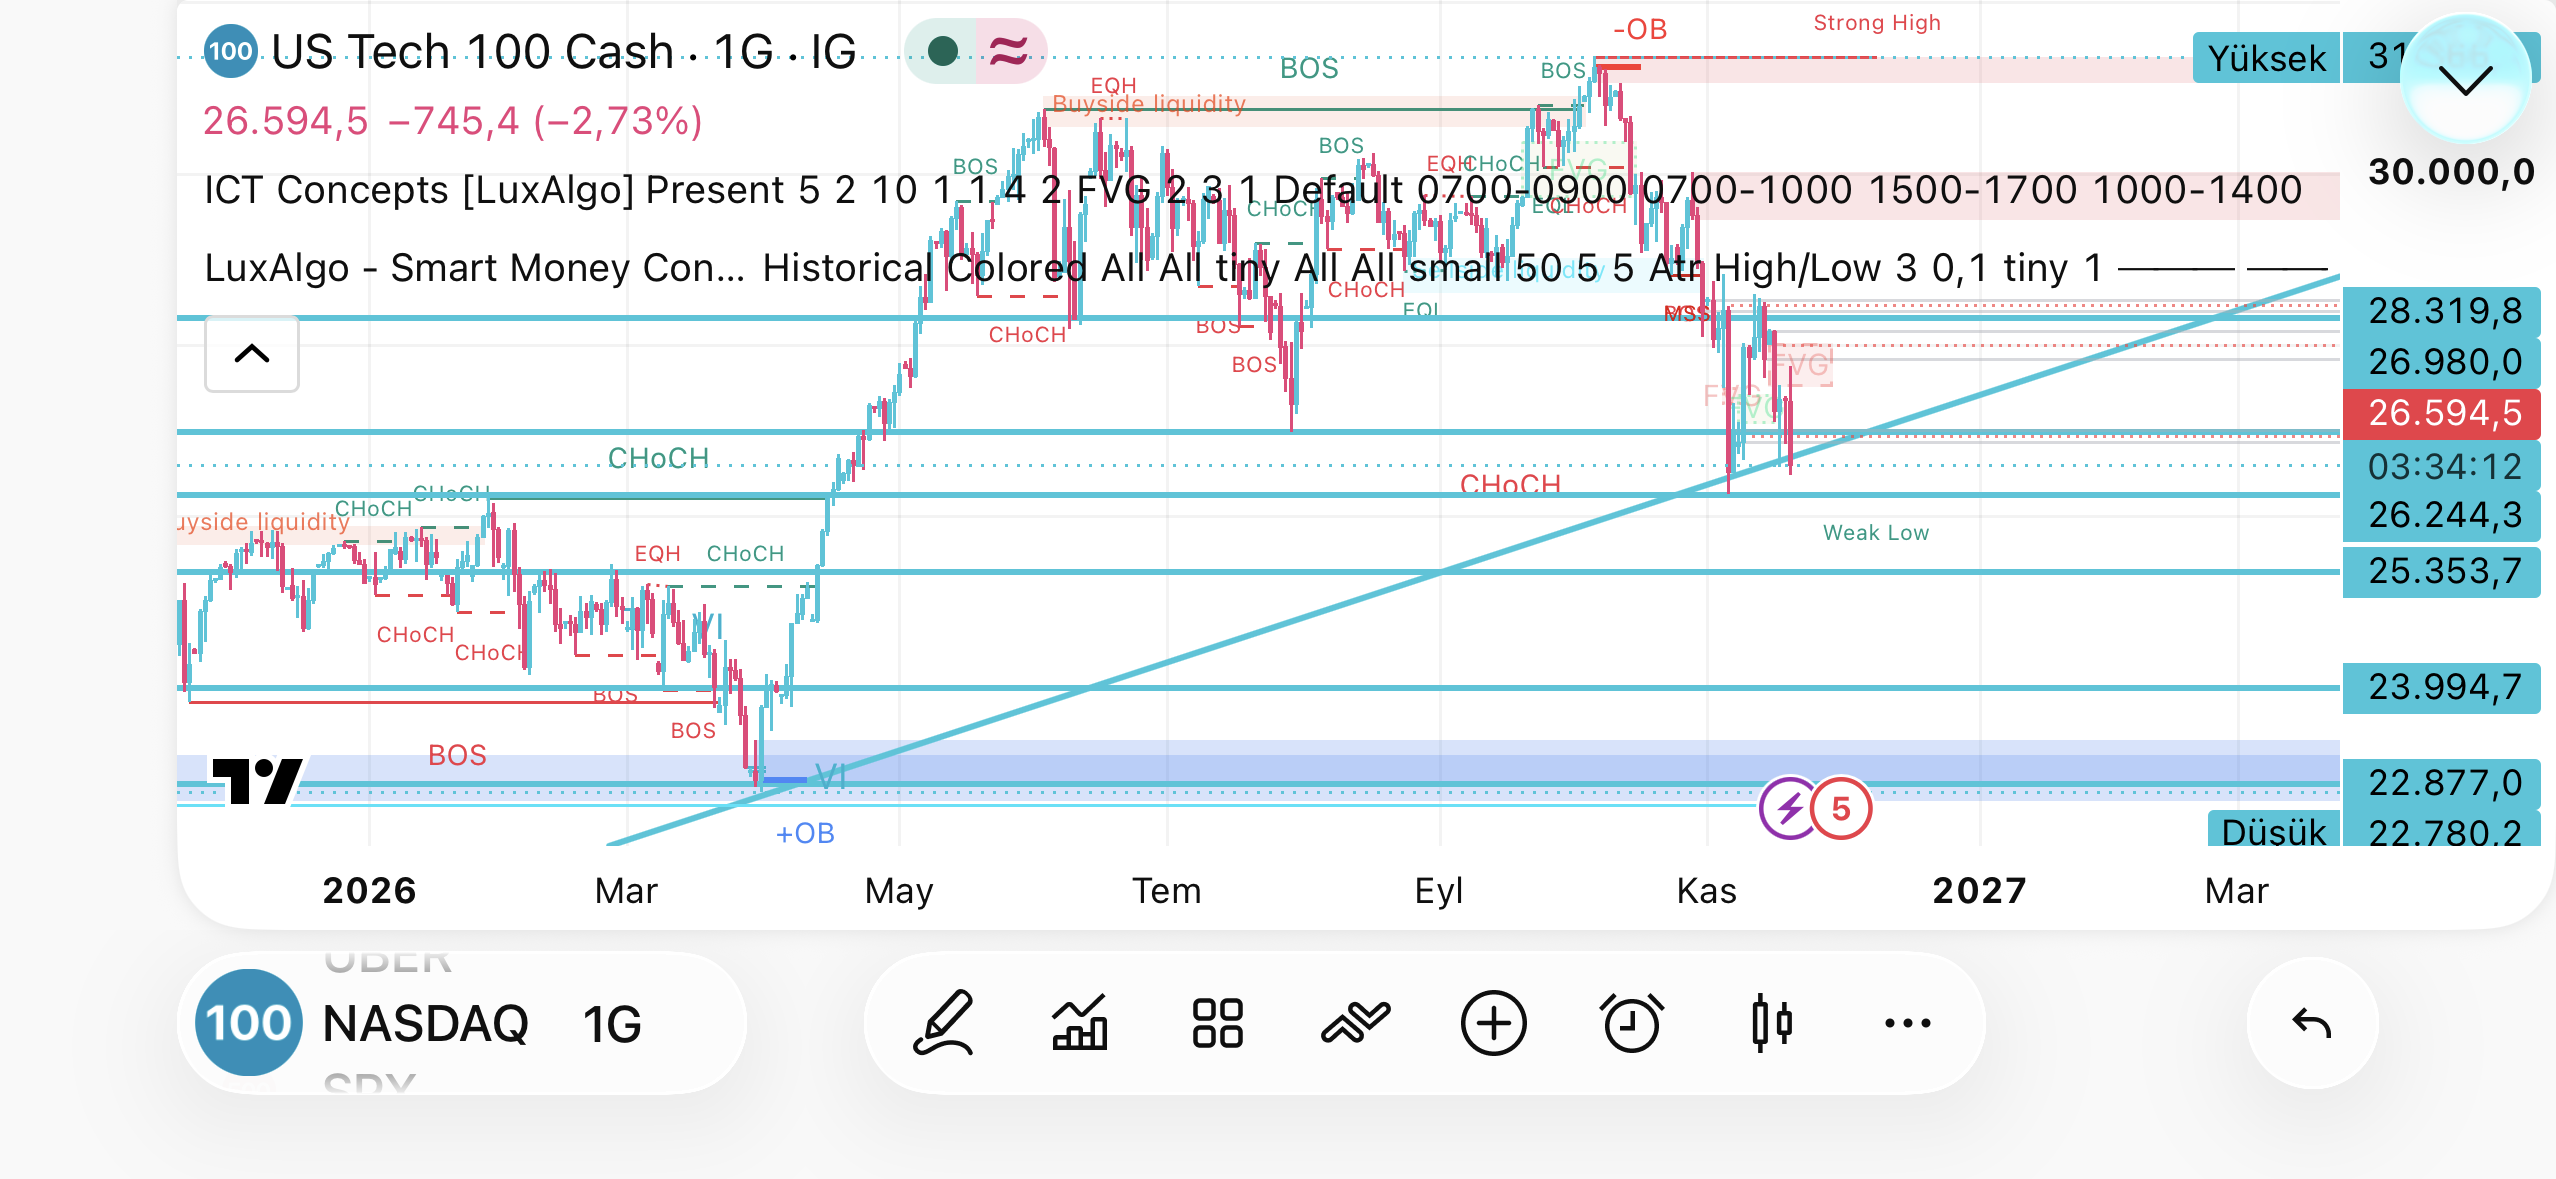 100 US Tech 100 Cash · 1G · IG
26.594,5 −745,4 (−2,73%)
ICT Concepts [LuxAlgo] Present 5 2 10 1 1 4 2 FVG 2 3 1 Default 0700-0900 0700-1000 1500-1700 1000-1400
LuxAlgo - Smart Money Con... Historical Colored All All tiny All All small 50 5 5 Atr High/Low 3 0,1 tiny 1
-OB
Strong High
BOS
BOS
EQH
Buyside liquidity
BOS
BOS
EQH
CHoCH
FVG
CHoCH
CHoCH
CHoCH
CHoCH
BOS
BOS
MSS
FVG
CHoCH
CHoCH
CHoCH
CHoCH
uyside liquidity
EQH
CHoCH
Weak Low
VI
CHoCH
CHoCH
BOS
BOS
BOS
VI
+OB
Yüksek
30.000,0
28.319,8
26.980,0
26.594,5
03:34:12
26.244,3
25.353,7
23.994,7
22.877,0
Düşük 22.780,2
5
2026 Mar May Tem Eyl Kas 2027 Mar
UBER
100 NASDAQ 1G
SPY